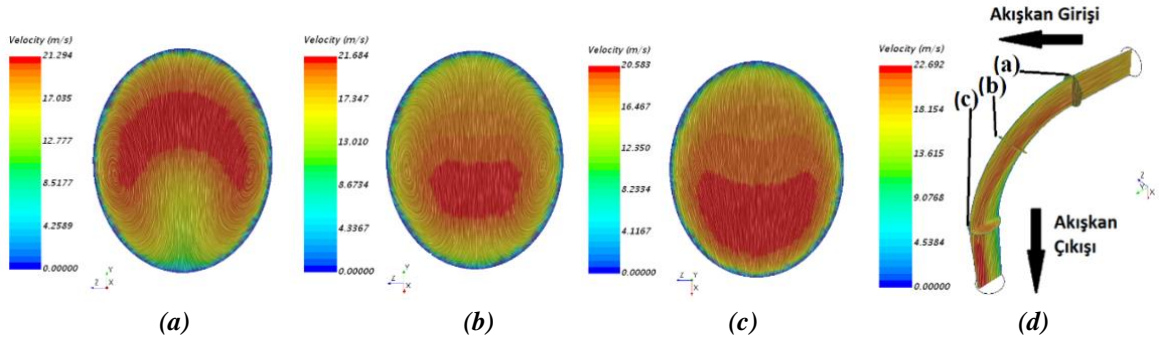 Velocity (m/s)
21.294
17.035
12.777
8.5177
4.2589
0.00000
Z Y X
(a)
Velocity (m/s)
21.684
17.347
13.010
8.6734
4.3367
0.00000
Y Z X
(b)
Velocity (m/s)
20.583
16.467
12.350
8.2334
4.1167
0.00000
Z Y X
(c)
Velocity (m/s)
22.692
18.154
13.615
9.0768
4.5384
0.00000
Akışkan Girişi
(a)
(b)
(c)
Akışkan
Çıkışı
Z Y X
(d)